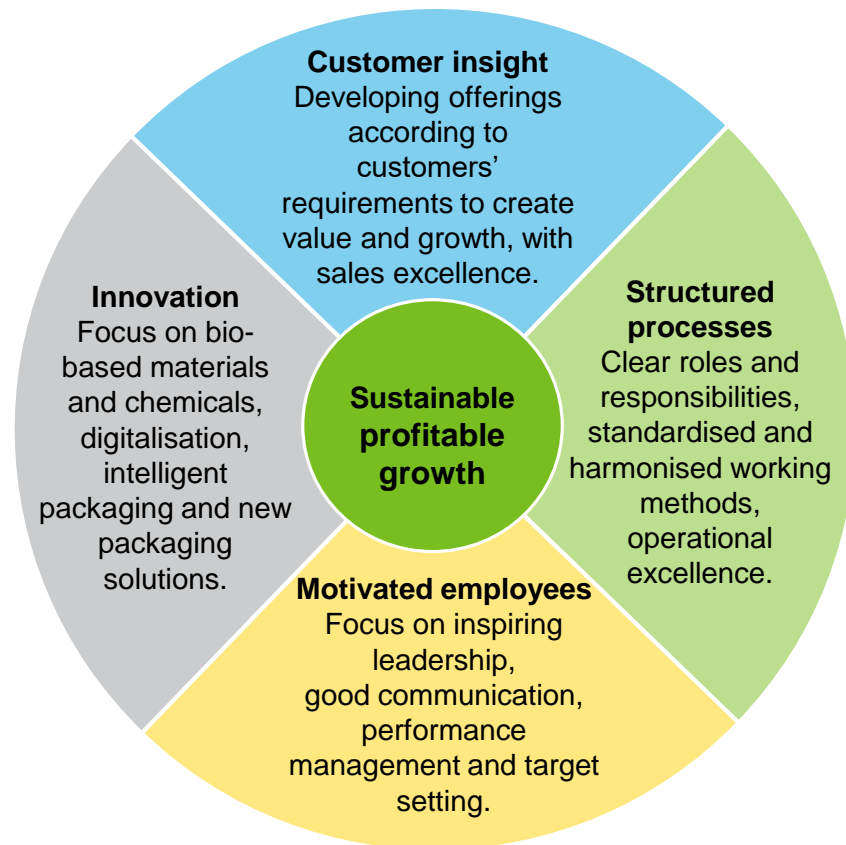 Customer insight
Developing offerings
according to
customers’
requirements to create
value and growth, with
sales excellence.
Structured
processes
Clear roles and
responsibilities,
standardised and
harmonised working
methods,
operational
excellence.
Motivated employees
Focus on inspiring
leadership,
good communication,
performance
management and target
setting.
Innovation
Focus on bio-
based materials
and chemicals,
digitalisation,
intelligent
packaging and new
packaging
solutions.
Sustainable
profitable
growth